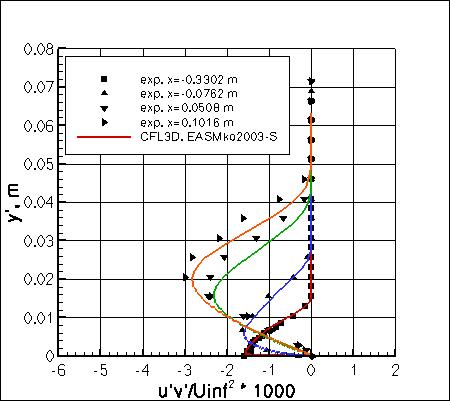 0.08
0.07
0.06
0.05
0.04
0.03
0.02
0.01
0
y', m
exp. x=-0.3302 m
exp. x=-0.0762 m
exp. x=0.0508 m
exp. x=0.1016 m
CFL3D, EASMko2003-S
-6 -5 -4 -3 -2 -1 0 1 2
u'v'/Uinf² * 1000